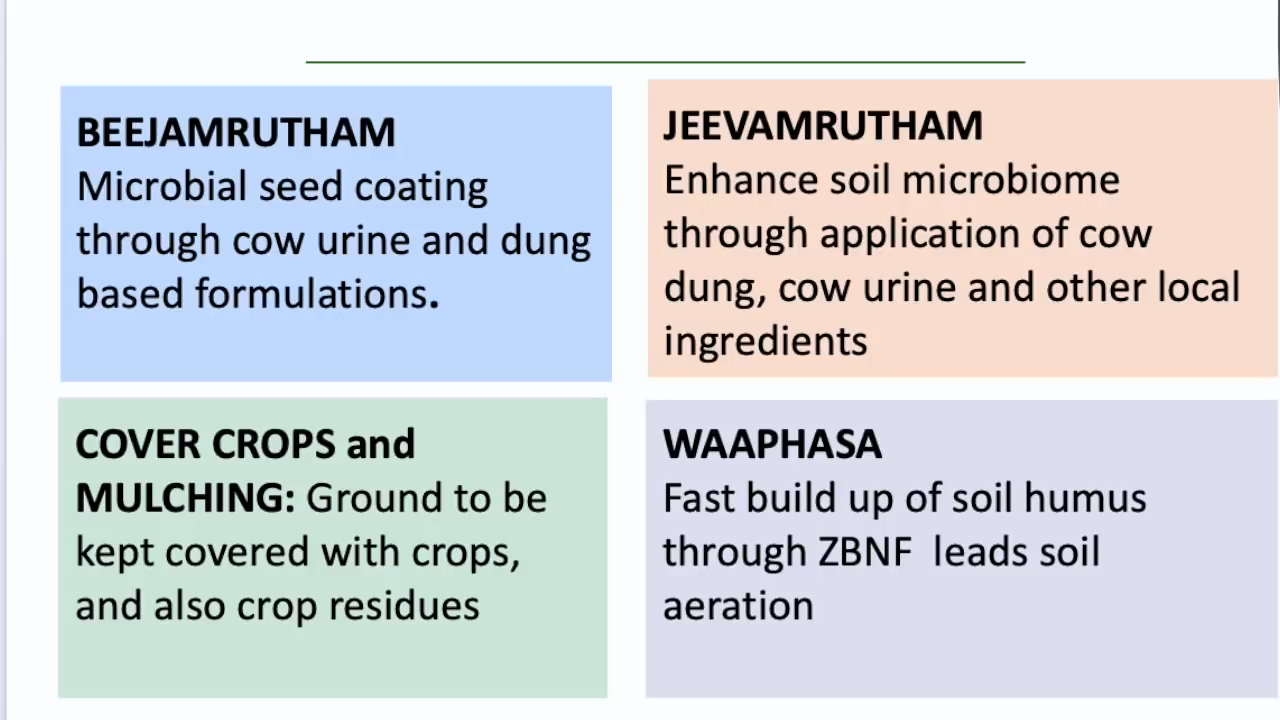 BEEJAMRUTHAM
Microbial seed coating
through cow urine and dung
based formulations.
JEEVAMRUTHAM
Enhance soil microbiome
through application of cow
dung, cow urine and other local
ingredients
COVER CROPS and
MULCHING: Ground to be
kept covered with crops,
and also crop residues
WAAPHASA
Fast build up of soil humus
through ZBNF  leads soil
aeration